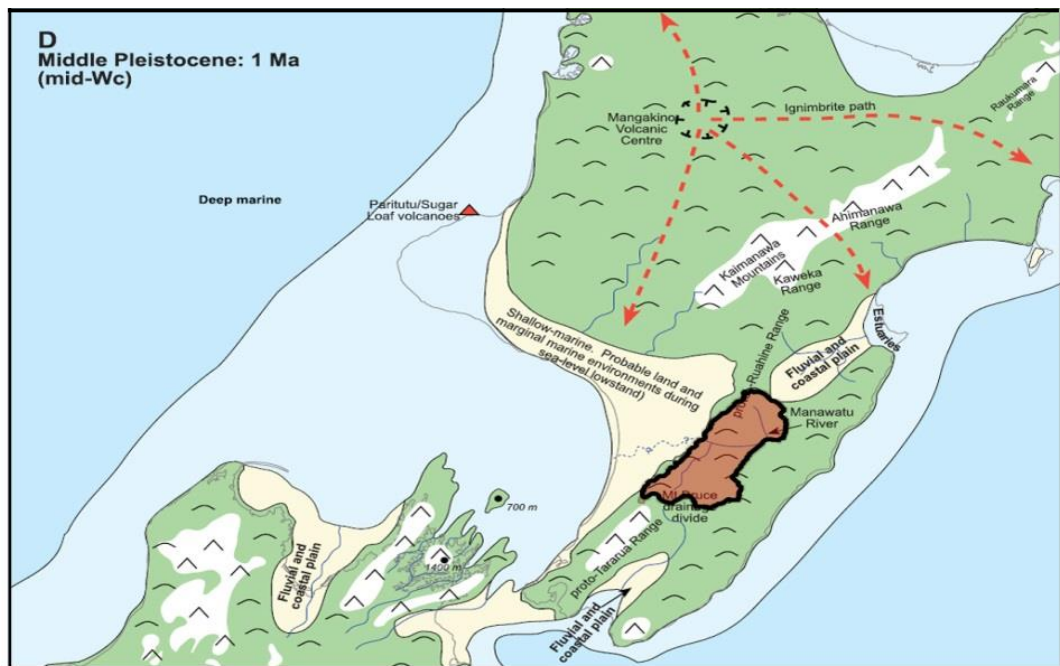 D
Middle Pleistocene: 1 Ma
(mid-Wc)
Raukumara
Range
Mangakino
Volcanic
Centre
Ignimbrite path
Deep marine
Paritutu/Sugar
Loaf volcanoes
Ahimanawa
Range
Kaimanawa
Mountains
Kaweka
Range
Estuaries
Shallow-marine. Probable land and
marginal marine environments during
sea-level lowstand)
proto-Ruahine Range
Fluvial and
coastal plain
Manawatu
River
?
Mt Bruce
drainage
divide
700 m
1400 m
Fluvial and
coastal plain
proto-Tararua Range
Fluvial and
coastal plain